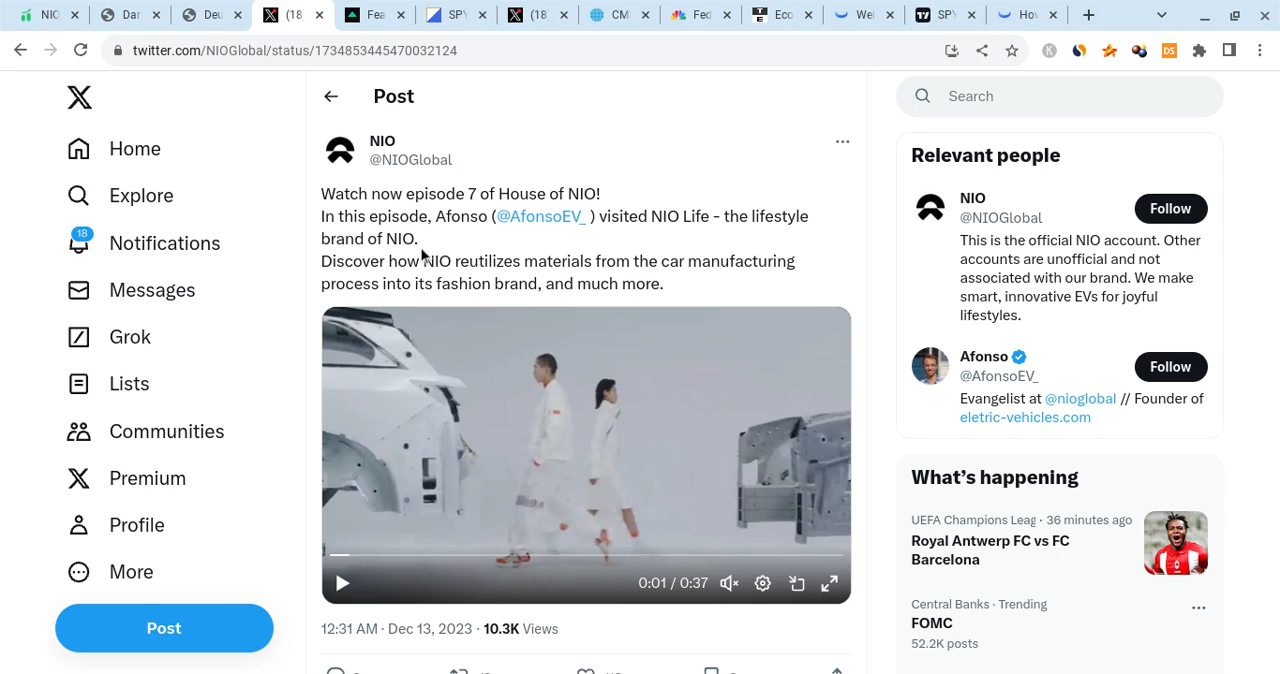 NIO
Dar
Deu
(18
Fea
SPY
(18
CM
Fed
Eco
Wel
SPY
Hov
twitter.com/NIOGlobal/status/1734853445470032124
K
DS
Post
Search
NIO
@NIOGlobal
Home
Explore
18
Notifications
Messages
Grok
Lists
Communities
Premium
Profile
More
Post
Watch now episode 7 of House of NIO!
In this episode, Afonso (@AfonsoEV_ ) visited NIO Life - the lifestyle
brand of NIO.
Discover how NIO reutilizes materials from the car manufacturing
process into its fashion brand, and much more.
0:01 / 0:37
12:31 AM · Dec 13, 2023 · 10.3K Views
Relevant people
NIO
@NIOGlobal
Follow
This is the official NIO account. Other
accounts are unofficial and not
associated with our brand. We make
smart, innovative EVs for joyful
lifestyles.
Afonso
@AfonsoEV_
Follow
Evangelist at @nioglobal // Founder of
eletric-vehicles.com
What's happening
UEFA Champions Leag · 36 minutes ago
Royal Antwerp FC vs FC
Barcelona
Central Banks · Trending
FOMC
52.2K posts